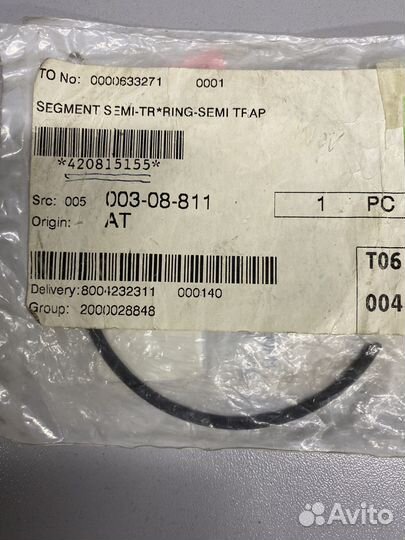 TO No: 0000633271 0001
SEGMENT SEMI-TR*RING-SEMI TRAP
*420815155*
Src: 005 003-08-811 1 PC
Origin: AT
T06
Delivery:8004232311 000140
004
Group: 2000028848
Avito